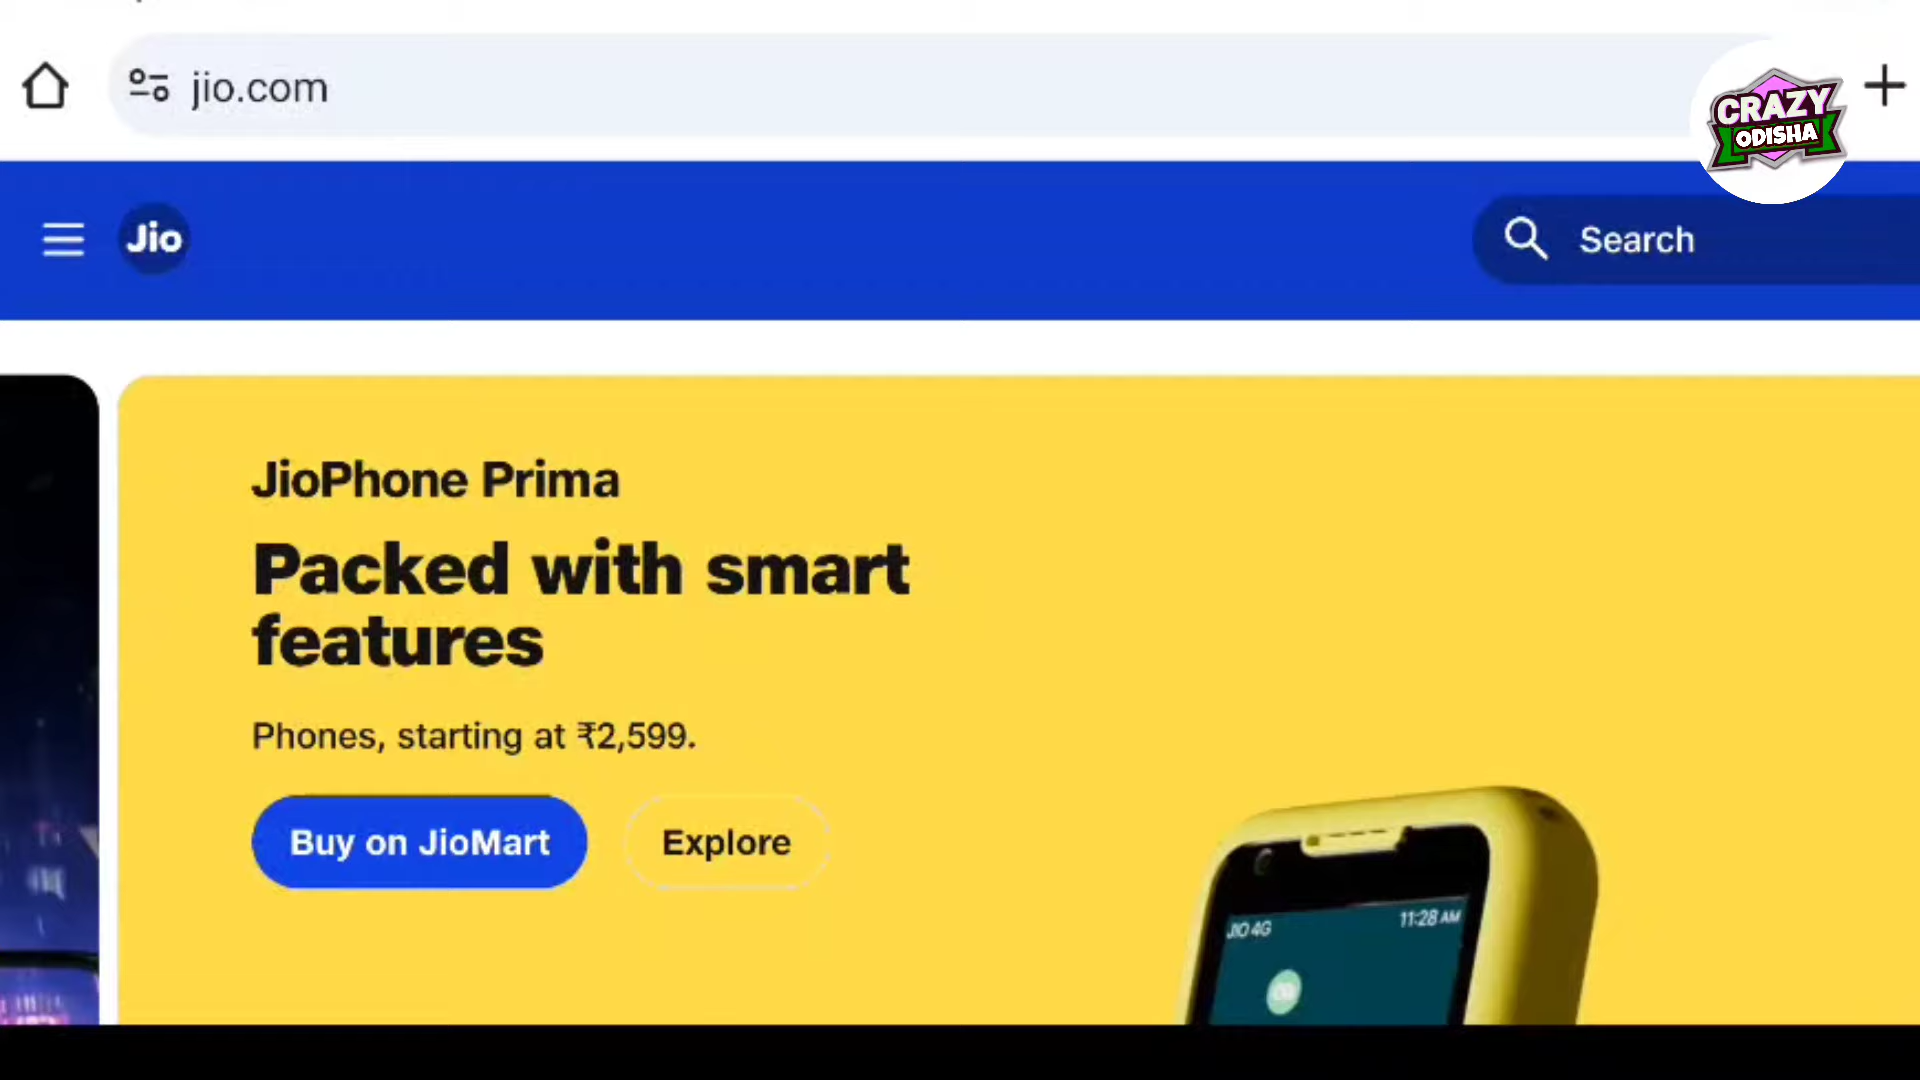 jio.com
CRAZY
ODISHA
Jio
Search
JioPhone Prima
Packed with smart
features
Phones, starting at ₹2,599.
Buy on JioMart
Explore
JIO 4G
11:28 AM